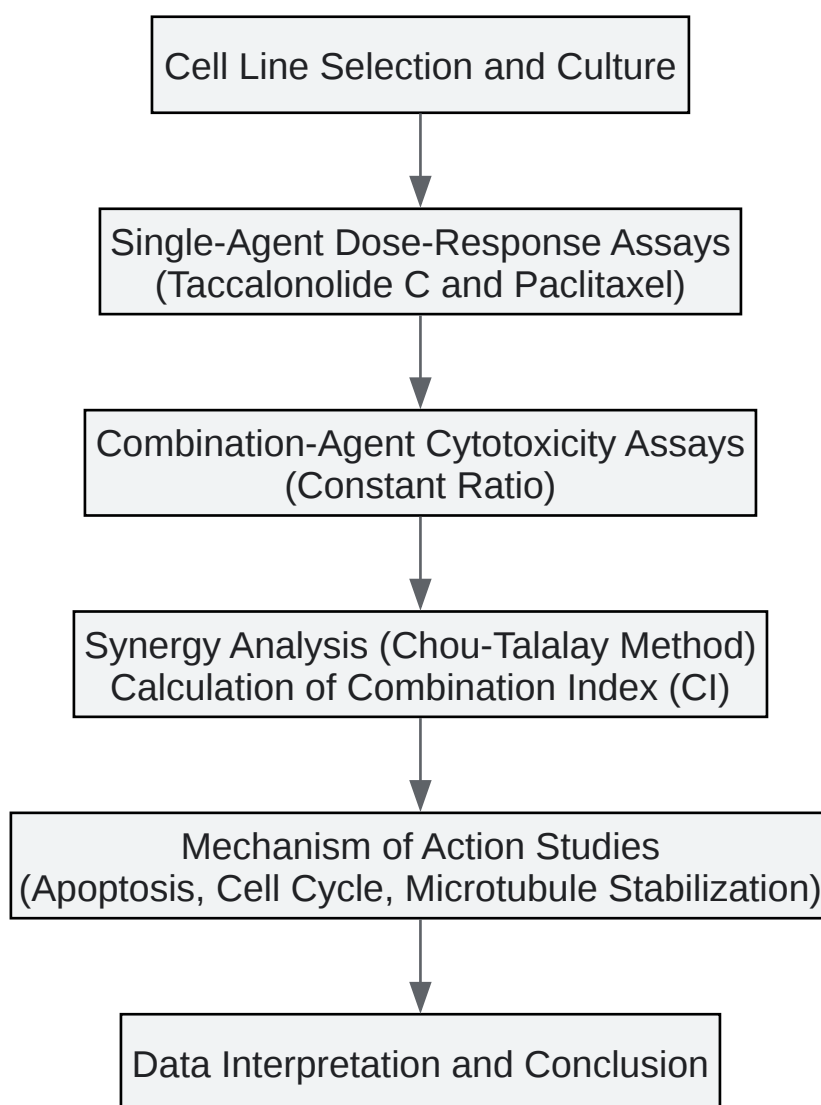 Cell Line Selection and Culture
Single-Agent Dose-Response Assays
(Taccalonolide C and Paclitaxel)
Combination-Agent Cytotoxicity Assays
(Constant Ratio)
Synergy Analysis (Chou-Talalay Method)
Calculation of Combination Index (CI)
Mechanism of Action Studies
(Apoptosis, Cell Cycle, Microtubule Stabilization)
Data Interpretation and Conclusion